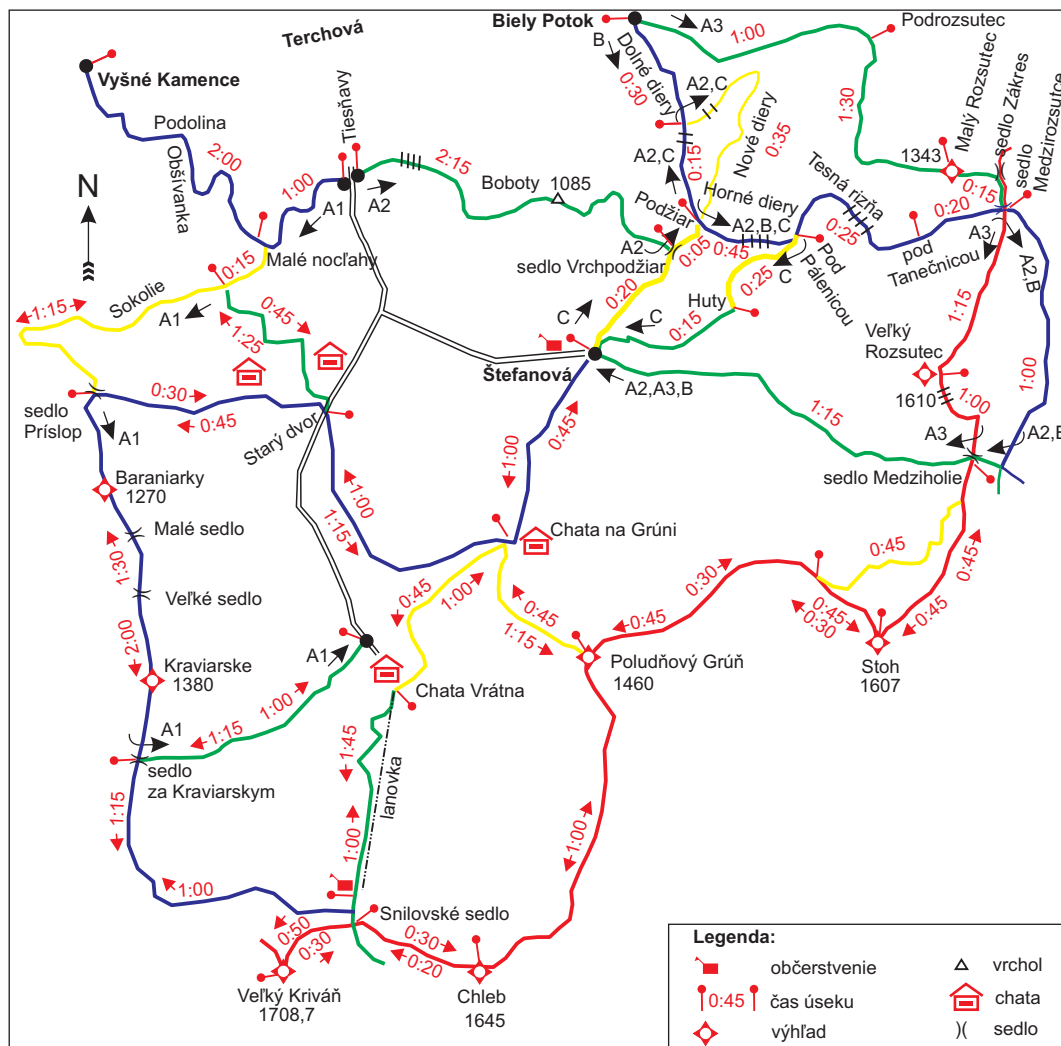 Biely Potok
A3
1:00
Podrozsutec
Terchová
B
Dolné diery
0:30
A2,C
Vyšné Kamence
Tiesňavy
Nové diery
0:35
1:30
Malý Rozsutec
sedlo Zákres
Medzirozsutce
sedlo
1343
0:15
Podolina
Obšívanka
2:00
1:00
A1
A2
2:15
Boboty
1085
A2,C
0:15
Podžiar
Horné diery
Tesná rizňa
0:20
N
A2,B,C
0:45
0:25
pod
Tanečnicou
A3
A2,B
Malé nocľahy
0:15
A2
0:05
sedlo Vrchpodžiar
C
Pod
Pálenicou
Sokolie
1:15
A1
0:45
1:25
0:20
C
C
0:15
Huty
0:25
1:15
Veľký
Rozsutec
1610
1:00
1:00
Štefanová
A2,A3,B
sedlo
Príslop
0:30
0:45
Starý dvor
A1
1:15
A3
A2,B
sedlo Medziholie
Baraniarky
1270
1:00
1:15
1:00
0:45
Malé sedlo
Chata na Grúni
1:30
Veľké sedlo
0:45
1:00
0:45
1:15
0:45
0:30
0:45
0:45
0:30
0:45
0:45
2:00
Kraviarske
1380
A1
Poludňový Grúň
1460
Stoh
1607
Chata Vrátna
A1
1:15
1:00
sedlo
za Kraviarskym
1:45
lanovka
1:15
1:00
1:00
1:00
Snilovské sedlo
0:50
0:30
0:30
0:20
Veľký Kriváň
1708,7
Chleb
1645
Legenda:
občerstvenie
vrchol
0:45
čas úseku
chata
výhľad
)(
sedlo